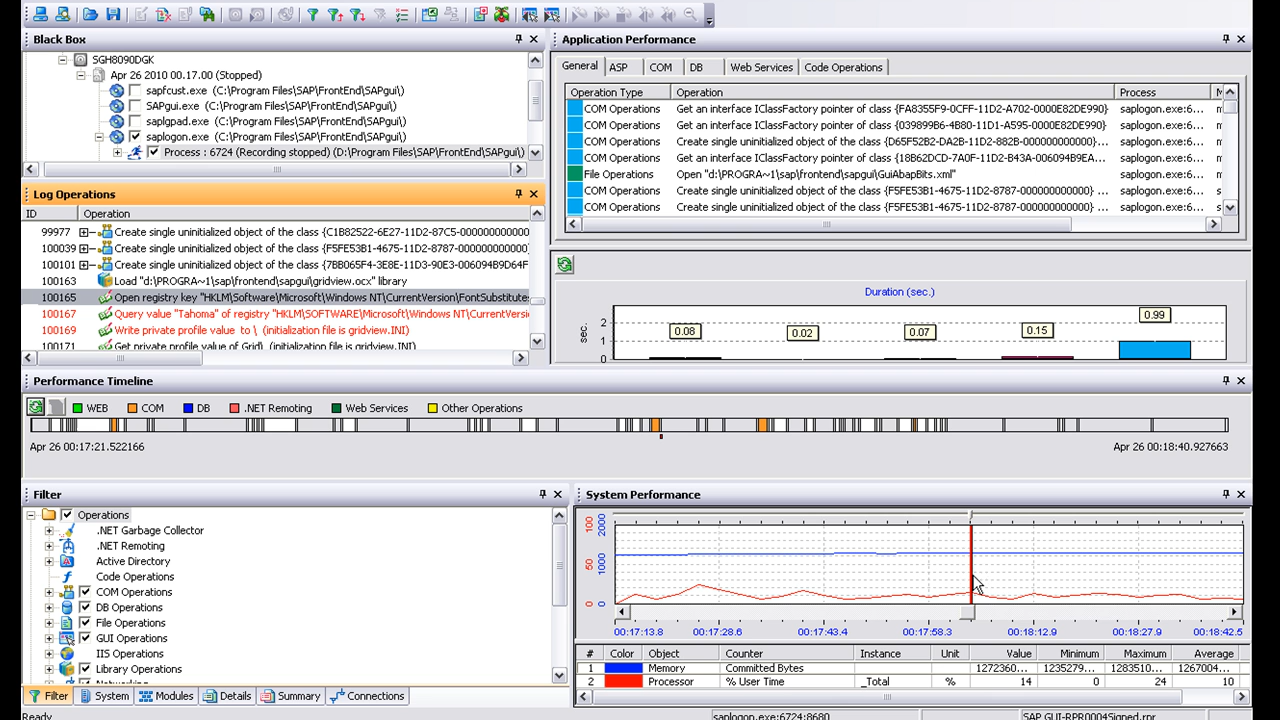 Black Box
SGH8090DGK
Apr 26 2010 00.17.00 (Stopped)
sapfcust.exe (C:\Program Files\SAP\FrontEnd\SAPgui\)
SAPgui.exe (C:\Program Files\SAP\FrontEnd\SAPgui\)
saplgpad.exe (C:\Program Files\SAP\FrontEnd\SAPgui\)
saplogon.exe (C:\Program Files\SAP\FrontEnd\SAPgui\)
Process : 6724 (Recording stopped) (D:\Program Files\SAP\FrontEnd\SAPgui\)
Application Performance
General ASP COM DB Web Services Code Operations
Operation Type Operation Process
COM Operations Get an interface IClassFactory pointer of class {FA8355F9-0CFF-11D2-A702-0000E82DE990} saplogon.exe:6...
COM Operations Get an interface IClassFactory pointer of class {039899B6-4B80-11D1-A595-0000E82DE990} saplogon.exe:6...
COM Operations Create single uninitialized object of the class {D65F52B2-DA2B-11D2-882B-00000000000} ... saplogon.exe:6...
COM Operations Get an interface IClassFactory pointer of class {18B62DCD-7A0F-11D2-B43A-006094B9EA... saplogon.exe:6...
File Operations Open "d:\PROGRA~1\sap\frontend\sapgui\GuiAbapBits.xml" saplogon.exe:6...
COM Operations Create single uninitialized object of the class {F5FE53B1-4675-11D2-8787-000000000000} ... saplogon.exe:6...
COM Operations Create single uninitialized object of the class {F5FE53B1-4675-11D2-8787-000000000000} ... saplogon.exe:6...
Log Operations
ID Operation
99977 Create single uninitialized object of the class {C1B82522-6E27-11D2-87C5-0000000000
100039 Create single uninitialized object of the class {F5FE53B1-4675-11D2-8787-0000000000
100101 Create single uninitialized object of the class {7BB065F4-3E8E-11D3-90E3-006094B9D64F
100163 Load "d:\PROGRA~1\sap\frontend\sapgui\gridview.ocx" library
100165 Open registry key "HKLM\Software\Microsoft\Windows NT\CurrentVersion\FontSubstitute
100167 Query value "Tahoma" of registry "HKLM\SOFTWARE\Microsoft\Windows NT\CurrentVersi
100169 Write private profile value to \ (initialization file is gridview.INI)
100171 Get private profile value of Grid\ (initialization file is gridview.INI)
Duration (sec.)
sec.
2
1
0
0.08 0.02 0.07 0.15 0.99
Performance Timeline
WEB COM DB .NET Remoting Web Services Other Operations
Apr 26 00:17:21.522166 Apr 26 00:18:40.927663
Filter
Operations
.NET Garbage Collector
.NET Remoting
Active Directory
Code Operations
COM Operations
DB Operations
File Operations
GUI Operations
IIS Operations
Library Operations
Filter System Modules Details Summary Connections
System Performance
100 2000
50 1000
0 0
00:17:13.8 00:17:28.6 00:17:43.4 00:17:58.3 00:18:12.9 00:18:27.9 00:18:42.5
# Color Object Counter Instance Unit Value Minimum Maximum Average
1 Memory Committed Bytes 1272360... 1235279... 1283510... 1267004...
2 Processor % User Time _Total % 14 0 24 10
Ready saplogon.exe:6724:8680 SAP GUI-RPR0004Signed.rpr